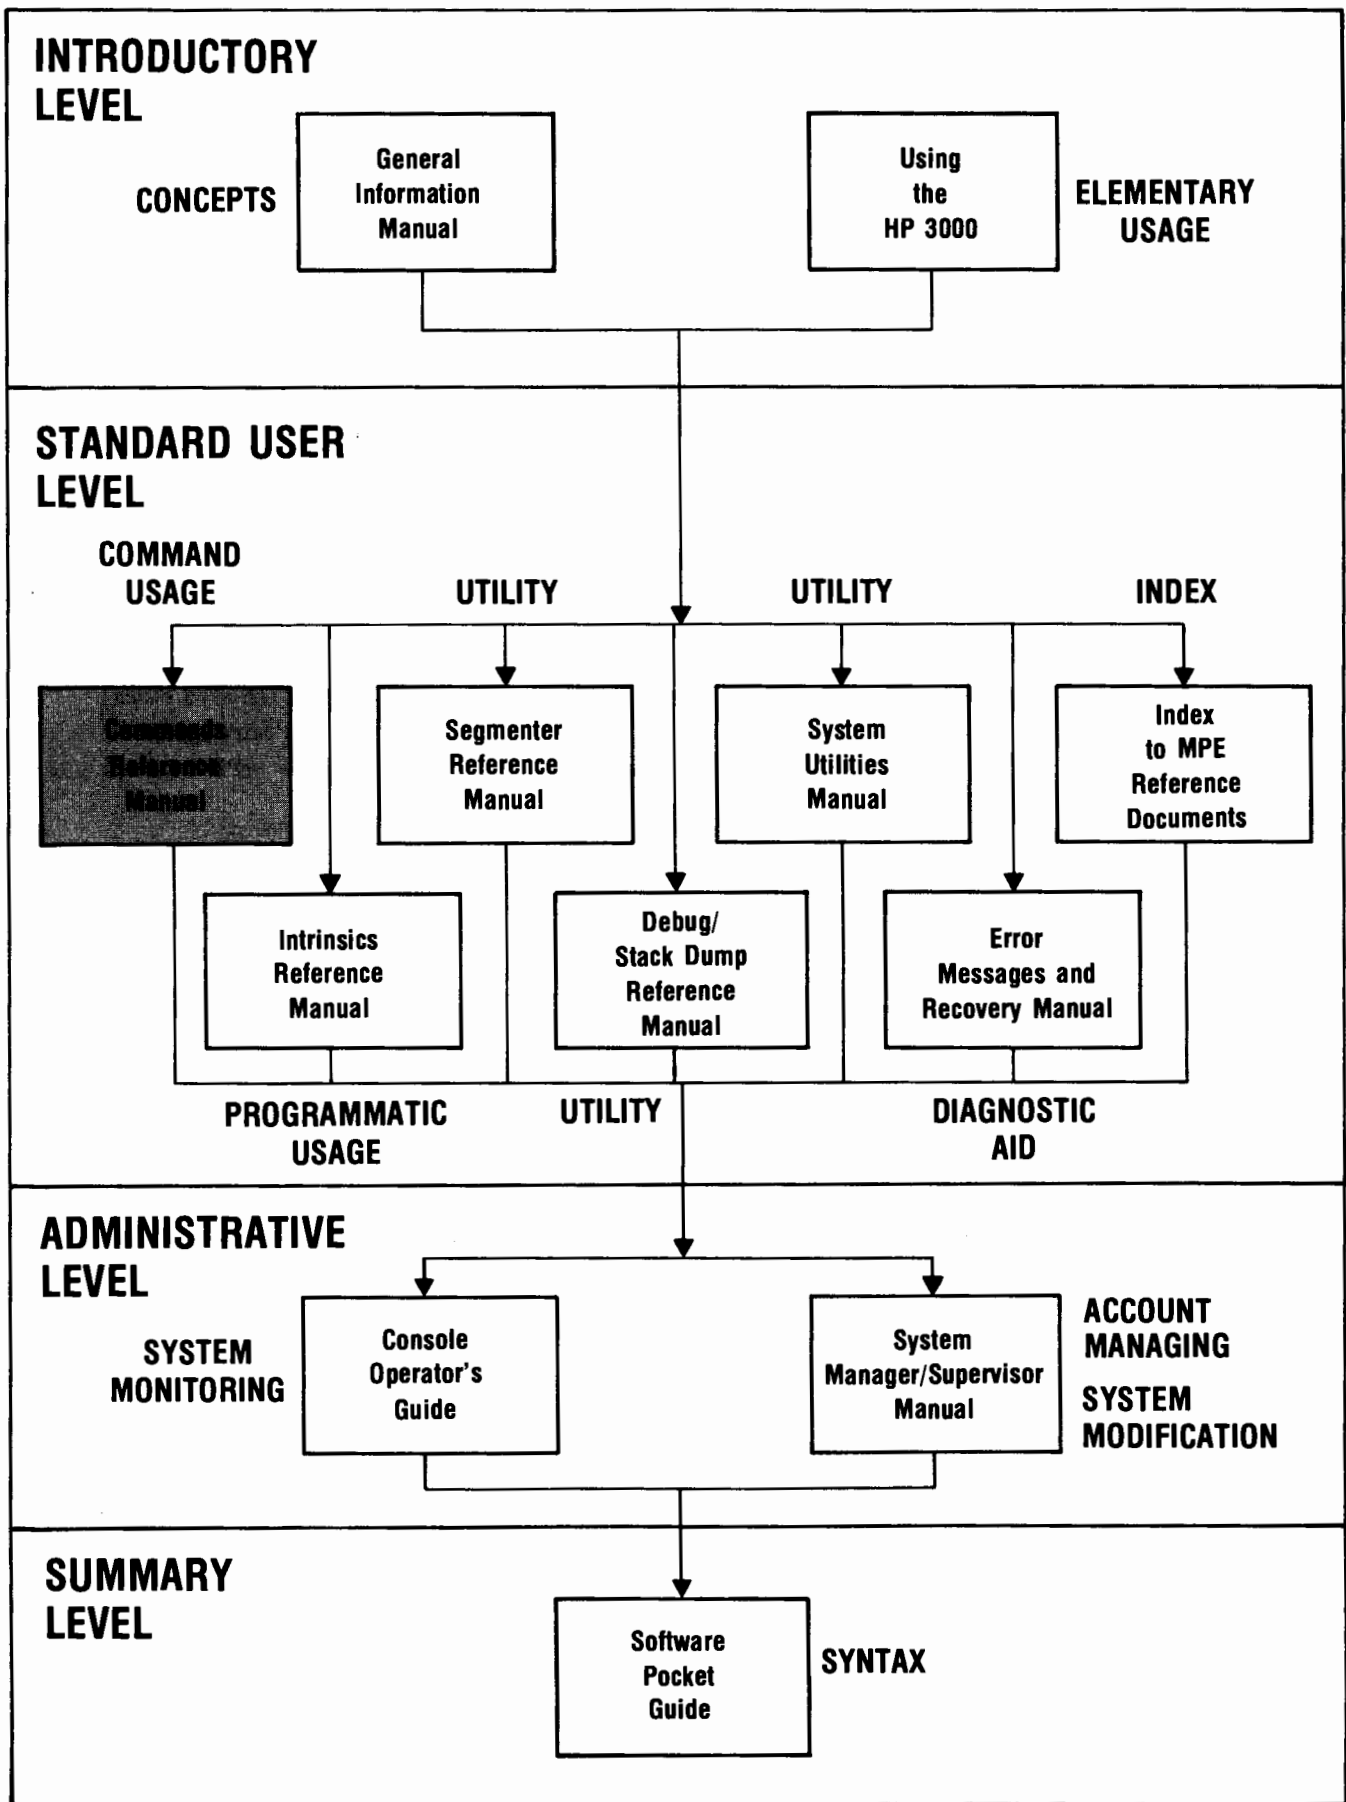 INTRODUCTORY
LEVEL
CONCEPTS
General
Information
Manual
Using
the
HP 3000
ELEMENTARY
USAGE
STANDARD USER
LEVEL
COMMAND
USAGE
UTILITY
UTILITY
INDEX
Commands
Reference
Manual
Segmenter
Reference
Manual
System
Utilities
Manual
Index
to MPE
Reference
Documents
Intrinsics
Reference
Manual
Debug/
Stack Dump
Reference
Manual
Error
Messages and
Recovery Manual
PROGRAMMATIC
USAGE
UTILITY
DIAGNOSTIC
AID
ADMINISTRATIVE
LEVEL
SYSTEM
MONITORING
Console
Operator's
Guide
System
Manager/Supervisor
Manual
ACCOUNT
MANAGING
SYSTEM
MODIFICATION
SUMMARY
LEVEL
Software
Pocket
Guide
SYNTAX